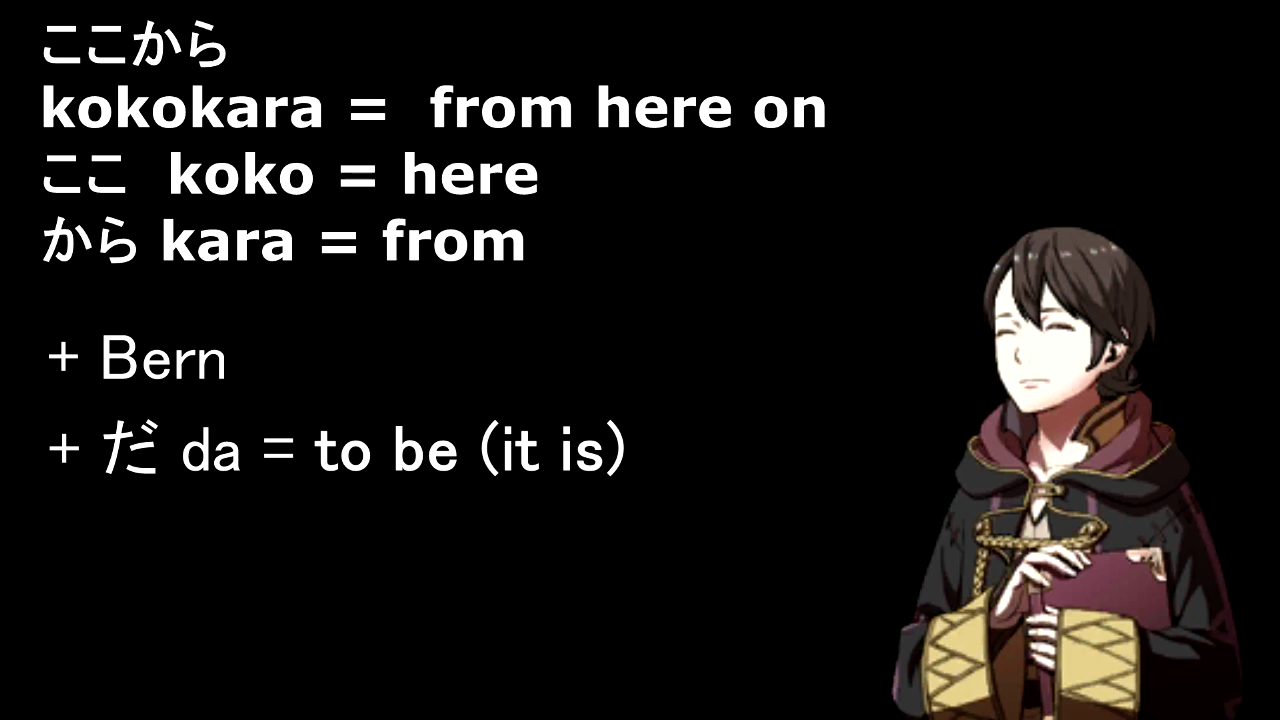 ここから
kokokara = from here on
ここ koko = here
から kara = from
+ Bern
+ だ da = to be (it is)